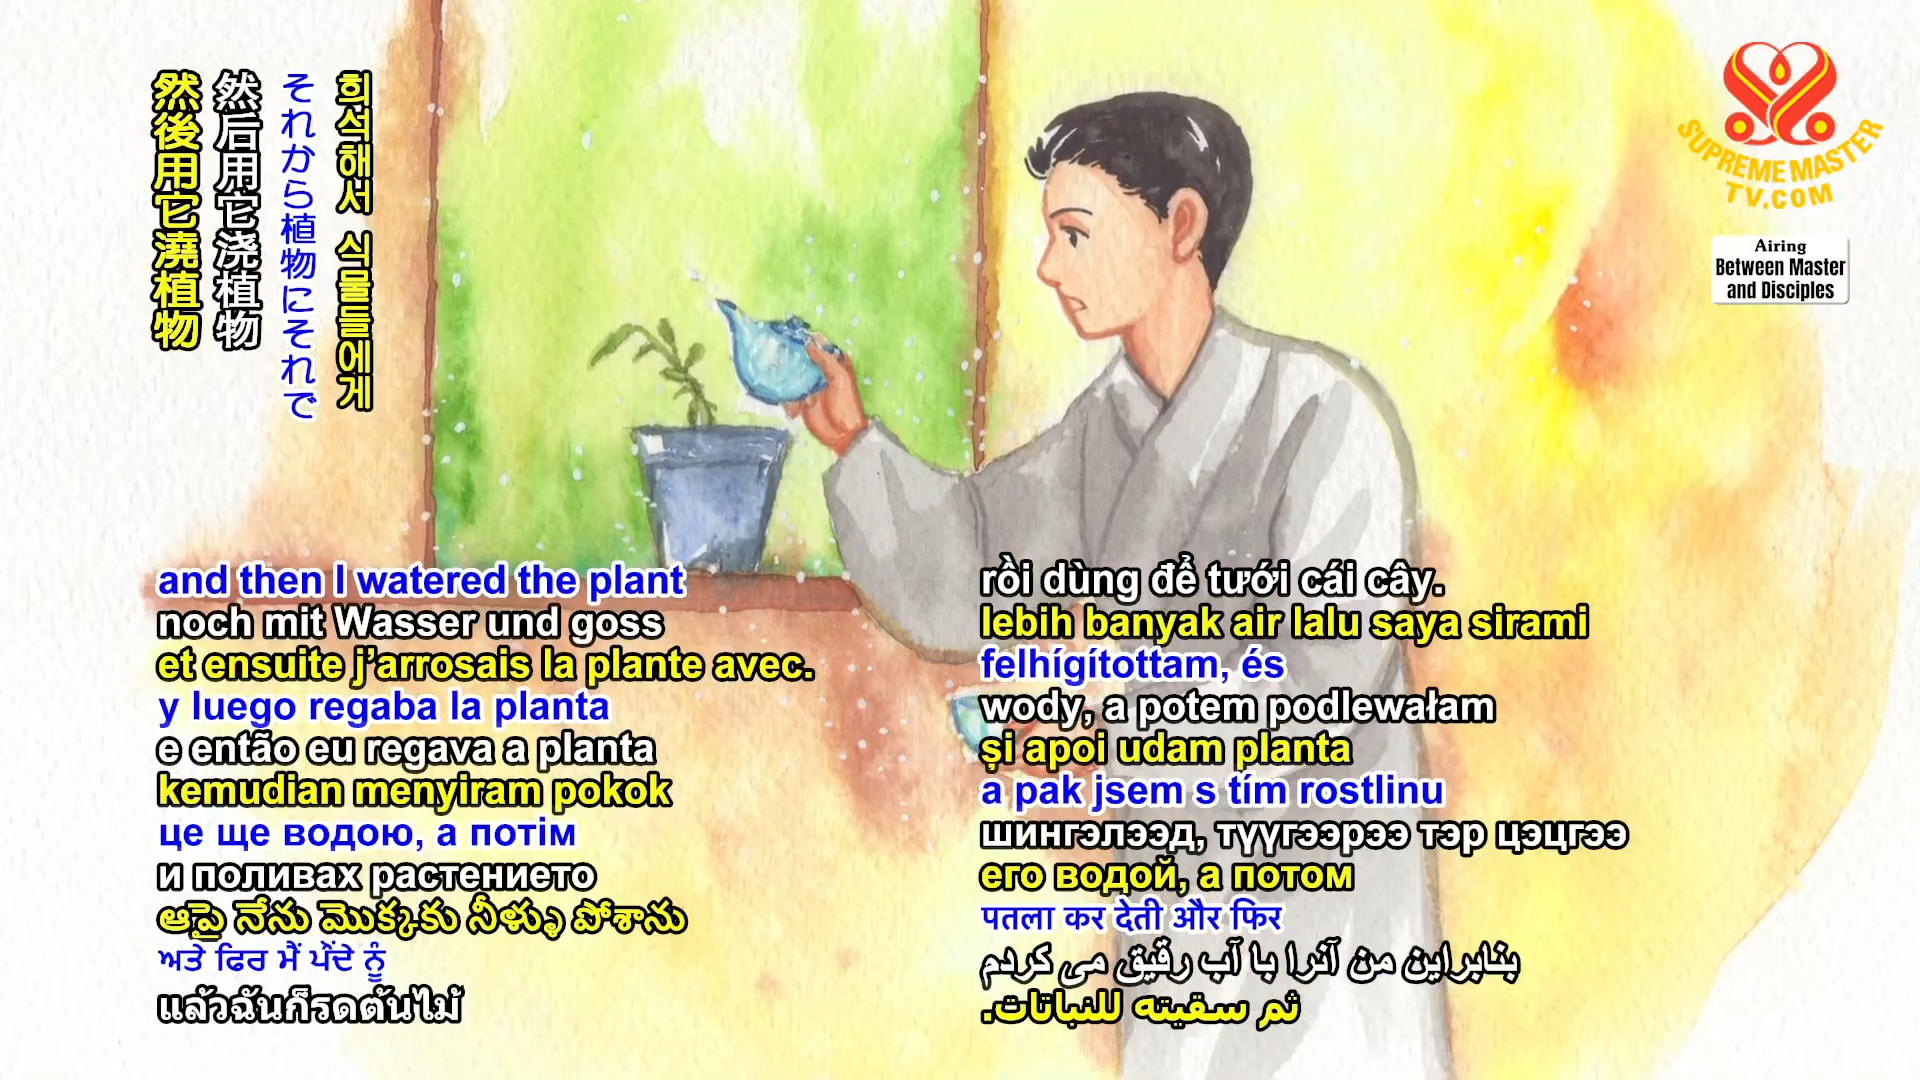 然後用它澆植物
然后用它浇植物
それから植物にそれで
희석해서 식물들에게
SUPREME MASTER
TV.COM
Airing
Between Master
and Disciples
and then I watered the plant
noch mit Wasser und goss
et ensuite j’arrosais la plante avec.
y luego regaba la planta
e então eu regava a planta
kemudian menyiram pokok
це ще водою, а потім
и поливах растението
ఆపై నేను మొక్కకు నీళ్ళు పోశాను
ਅਤੇ ਫਿਰ ਮੈਂ ਪੌਦੇ ਨੂੰ
แล้วฉันก็รดต้นไม้
rồi dùng để tưới cái cây.
lebih banyak air lalu saya sirami
felhígítottam, és
wody, a potem podlewałam
și apoi udam planta
a pak jsem s tím rostlinu
шингэлээд, түүгээрээ тэр цэцгээ
его водой, а потом
पतला कर देती और फिर
بنابراین من آنرا با آب رقیق می کردم
ثم سقيته للنباتات.